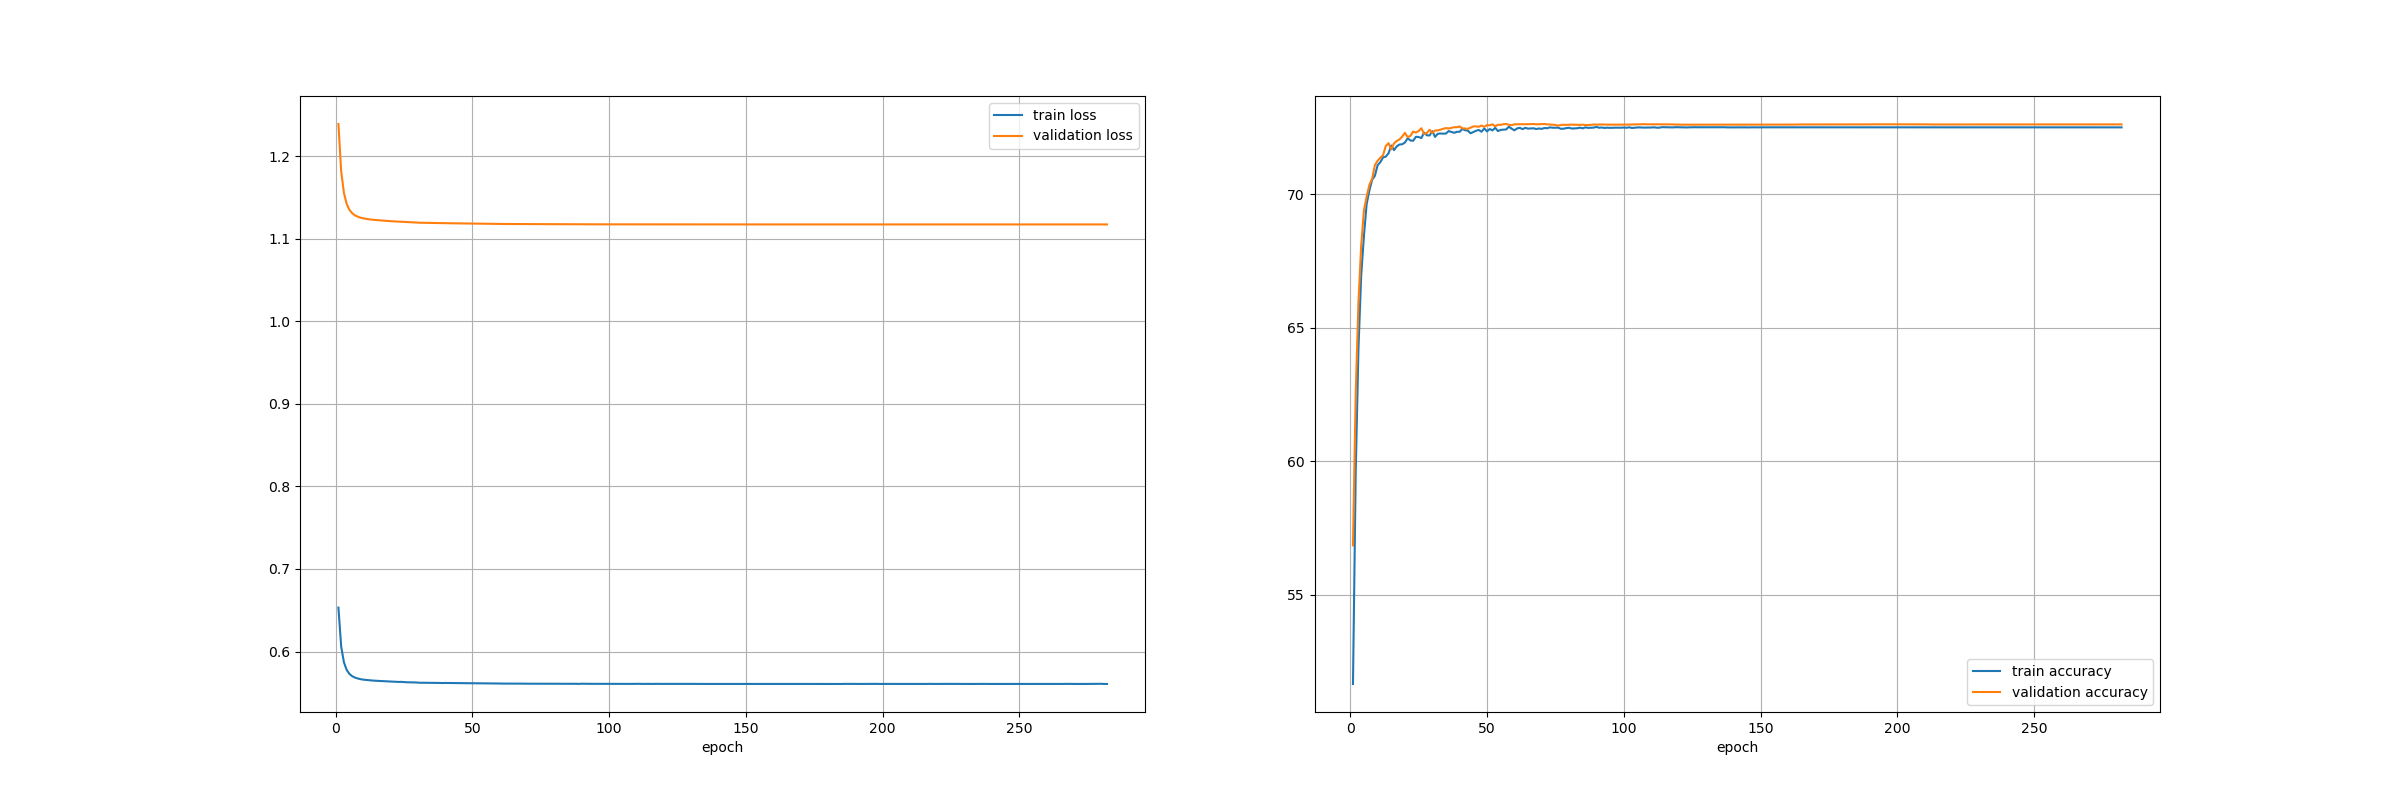 train loss
validation loss
1.2
1.1
1.0
0.9
0.8
0.7
0.6
0 50 100 150 200 250
epoch
70
65
60
55
train accuracy
validation accuracy
0 50 100 150 200 250
epoch